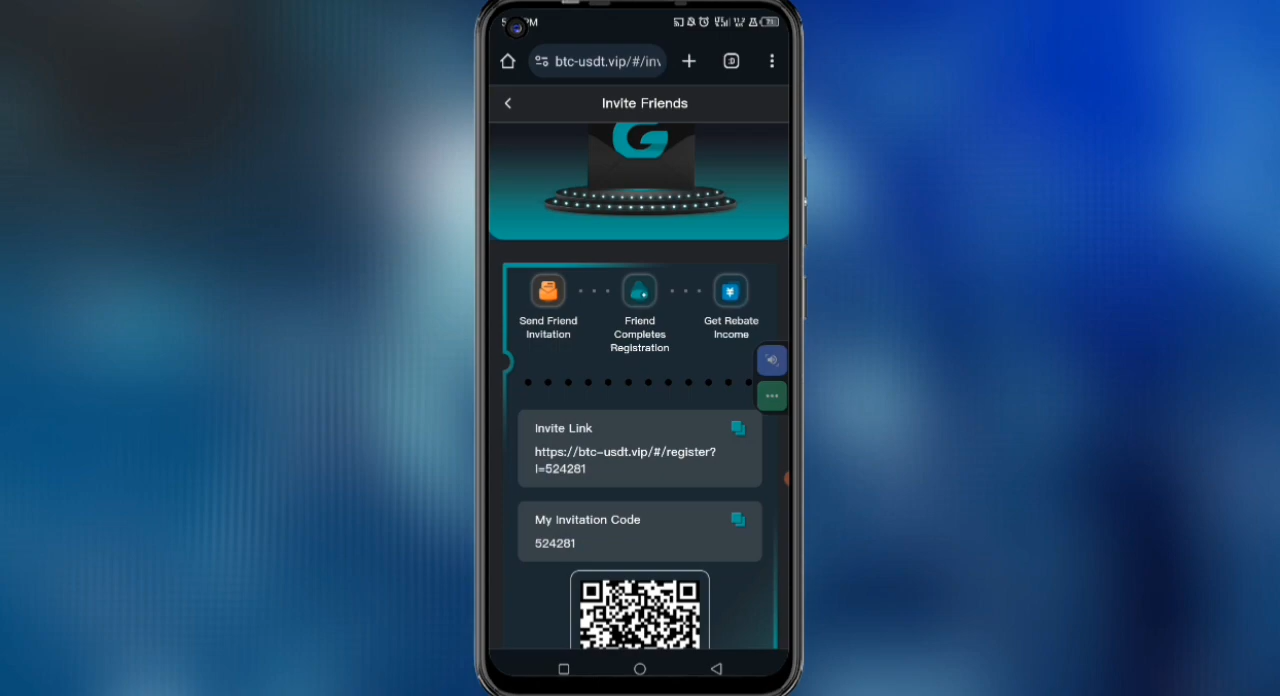 btc-usdt.vip/#/inv
Invite Friends
Send Friend
Invitation
Friend
Completes
Registration
Get Rebate
Income
Invite Link
https://btc-usdt.vip/#/register?
l=524281
My Invitation Code
524281